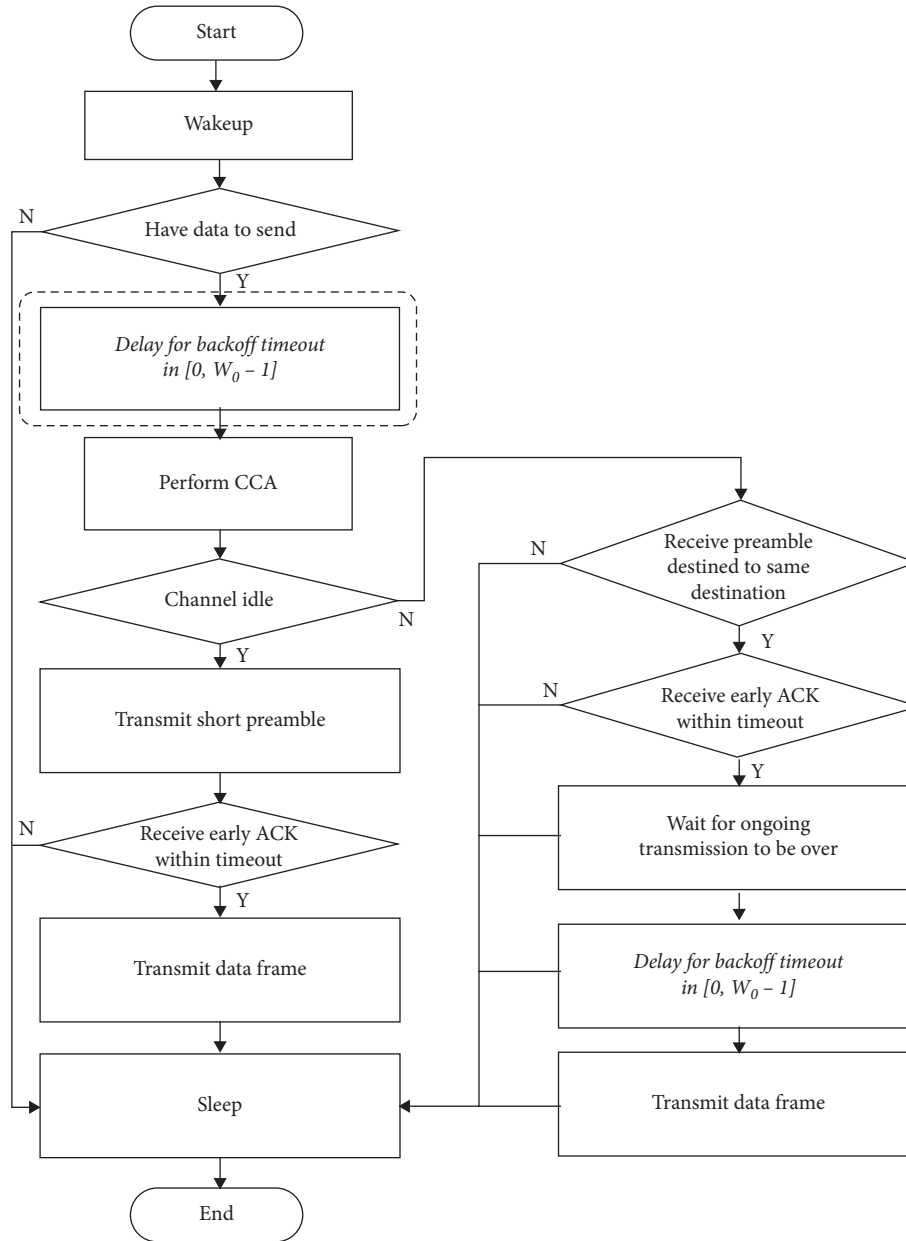 Start
Wakeup
N
Have data to send
Y
Delay for backoff timeout
in [0, W0 – 1]
Perform CCA
Channel idle
N
Y
Transmit short preamble
N
Receive early ACK
within timeout
Y
Transmit data frame
Sleep
End
N
Receive preamble
destined to same
destination
Y
N
Receive early ACK
within timeout
Y
Wait for ongoing
transmission to be over
Delay for backoff timeout
in [0, W0 – 1]
Transmit data frame